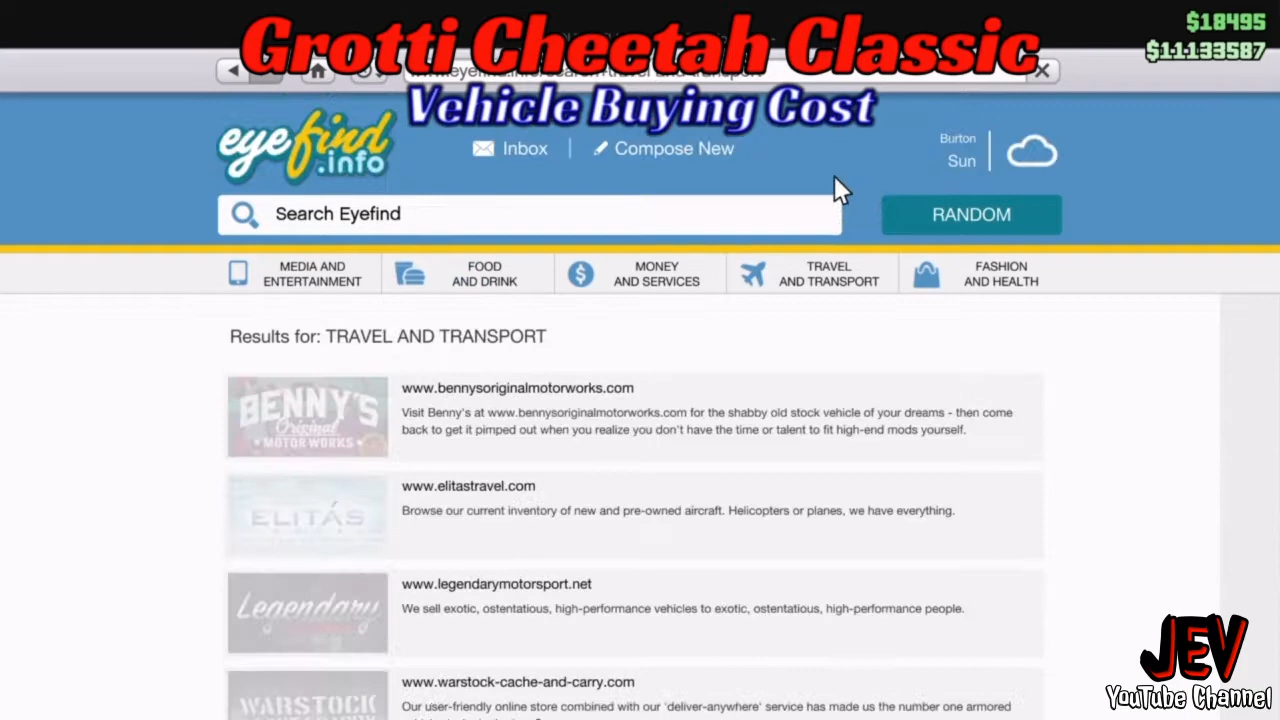 Grotti Cheetah Classic
$18495
$11133587
Vehicle Buying Cost
eyefind
.info
Inbox
Compose New
Burton
Sun
Search Eyefind
RANDOM
MEDIA AND
ENTERTAINMENT
FOOD
AND DRINK
MONEY
AND SERVICES
TRAVEL
AND TRANSPORT
FASHION
AND HEALTH
Results for: TRAVEL AND TRANSPORT
BENNY'S
Original
MOTOR WORKS
www.bennysoriginalmotorworks.com
Visit Benny's at www.bennysoriginalmotorworks.com for the shabby old stock vehicle of your dreams - then come
back to get it pimped out when you realize you don't have the time or talent to fit high-end mods yourself.
ELITÁS
www.elitastravel.com
Browse our current inventory of new and pre-owned aircraft. Helicopters or planes, we have everything.
Legendary
www.legendarymotorsport.net
We sell exotic, ostentatious, high-performance vehicles to exotic, ostentatious, high-performance people.
WARSTOCK
www.warstock-cache-and-carry.com
Our user-friendly online store combined with our 'deliver-anywhere' service has made us the number one armored
JEV
YouTube Channel